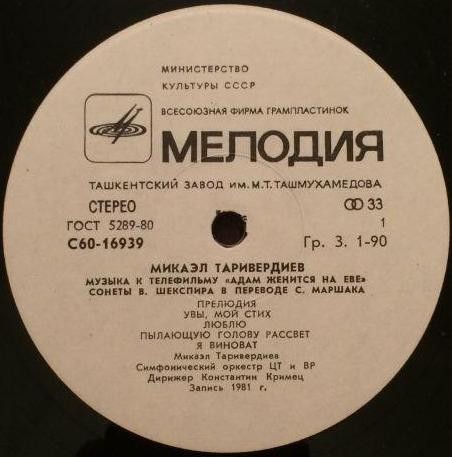 МИНИСТЕРСТВО
КУЛЬТУРЫ СССР
ВСЕСОЮЗНАЯ ФИРМА ГРАМПЛАСТИНОК
МЕЛОДИЯ
ТАШКЕНТСКИЙ ЗАВОД ИМ. М.Т. ТАШМУХАМЕДОВА
СТЕРЕО 33
ГОСТ 5289-80 1
С60-16939 Гр. 3. 1-90
МИКАЭЛ ТАРИВЕРДИЕВ
МУЗЫКА К ТЕЛЕФИЛЬМУ «АДАМ ЖЕНИТСЯ НА ЕВЕ»
СОНЕТЫ В. ШЕКСПИРА В ПЕРЕВОДЕ С. МАРШАКА
ПРЕЛЮДИЯ
УВЫ, МОЙ СТИХ
ЛЮБЛЮ
ПЫЛАЮЩУЮ ГОЛОВУ РАССВЕТ
Я ВИНОВАТ
Микаэл Таривердиев
Симфонический оркестр ЦТ и ВР
Дирижер Константин Кримец
Запись 1981 г.